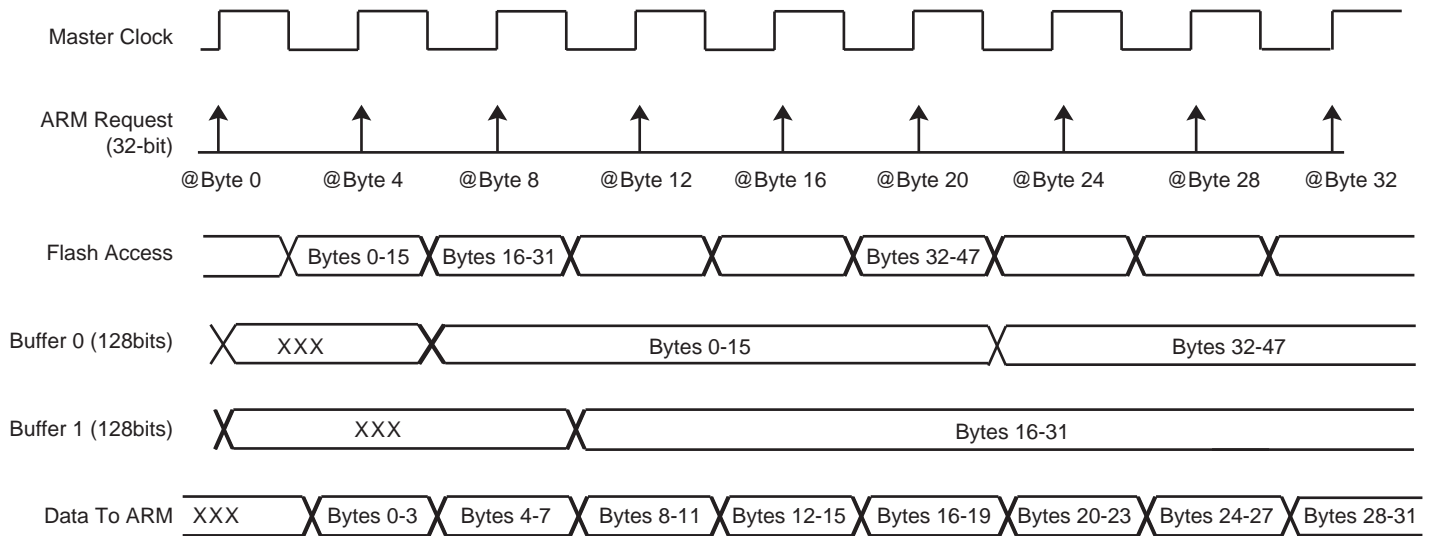 Master Clock
ARM Request
(32-bit)
@Byte 0 @Byte 4 @Byte 8 @Byte 12 @Byte 16 @Byte 20 @Byte 24 @Byte 28 @Byte 32
Flash Access Bytes 0-15 Bytes 16-31 Bytes 32-47
Buffer 0 (128bits) XXX Bytes 0-15 Bytes 32-47
Buffer 1 (128bits) XXX Bytes 16-31
Data To ARM XXX Bytes 0-3 Bytes 4-7 Bytes 8-11 Bytes 12-15 Bytes 16-19 Bytes 20-23 Bytes 24-27 Bytes 28-31